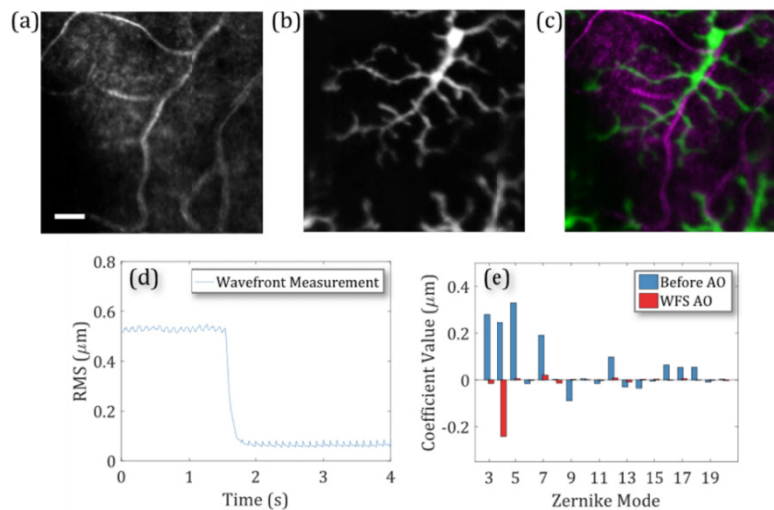 (a)
(b)
(c)
(d)
Wavefront Measurement
0.8
0.6
0.4
0.2
0
RMS (μm)
0
1
2
3
4
Time (s)
(e)
Before AO
WFS AO
0.4
0.2
0
-0.2
Coefficient Value (μm)
3
5
7
9
11
13
15
17
19
Zernike Mode